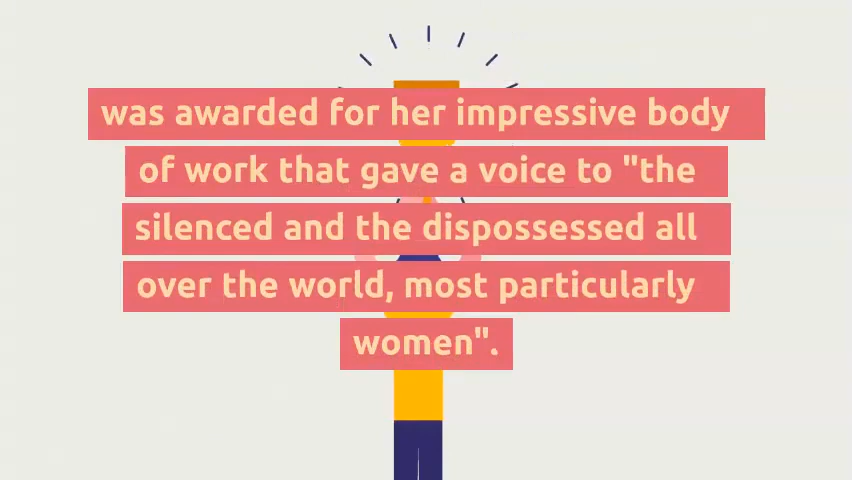 was awarded for her impressive body
of work that gave a voice to "the
silenced and the dispossessed all
over the world, most particularly
women".